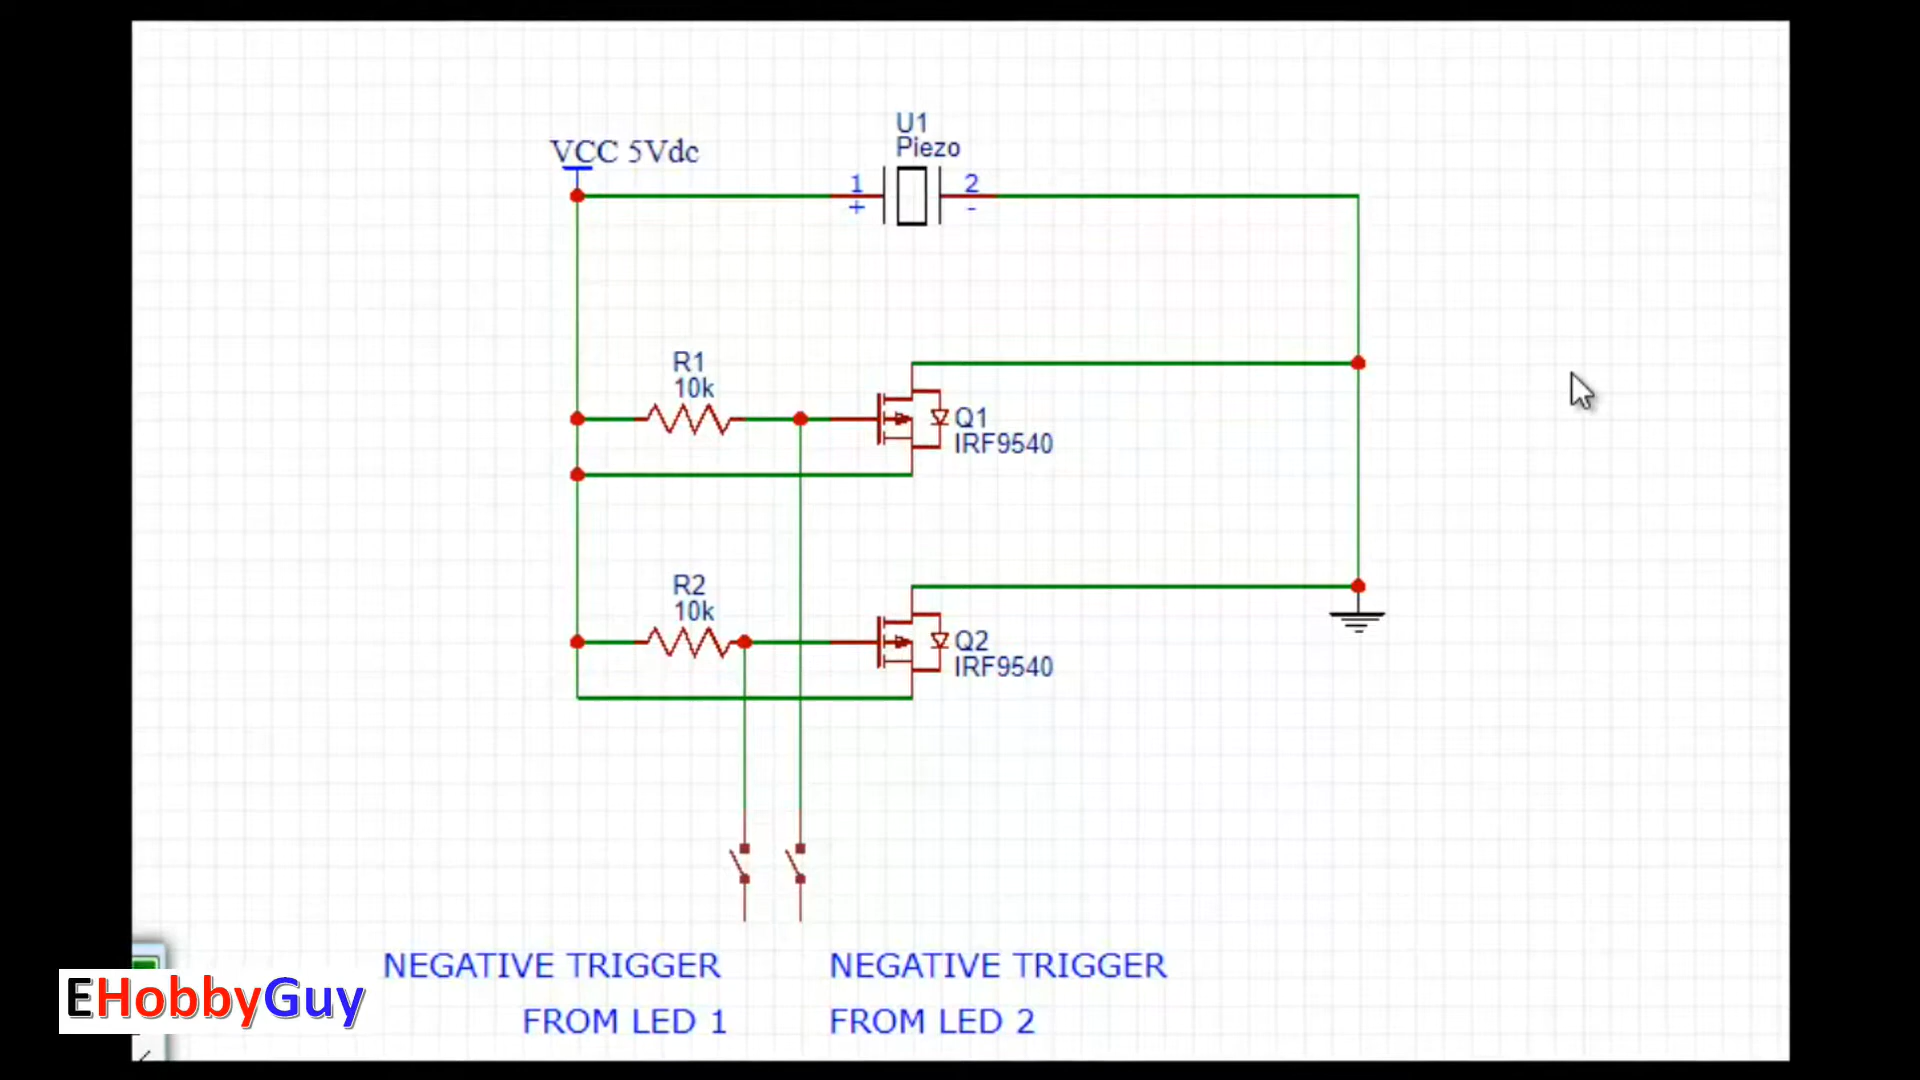 U1
Piezo
VCC 5Vdc
1
2
+
-
R1
10k
Q1
IRF9540
R2
10k
Q2
IRF9540
NEGATIVE TRIGGER
FROM LED 1
NEGATIVE TRIGGER
FROM LED 2
EHobbyGuy